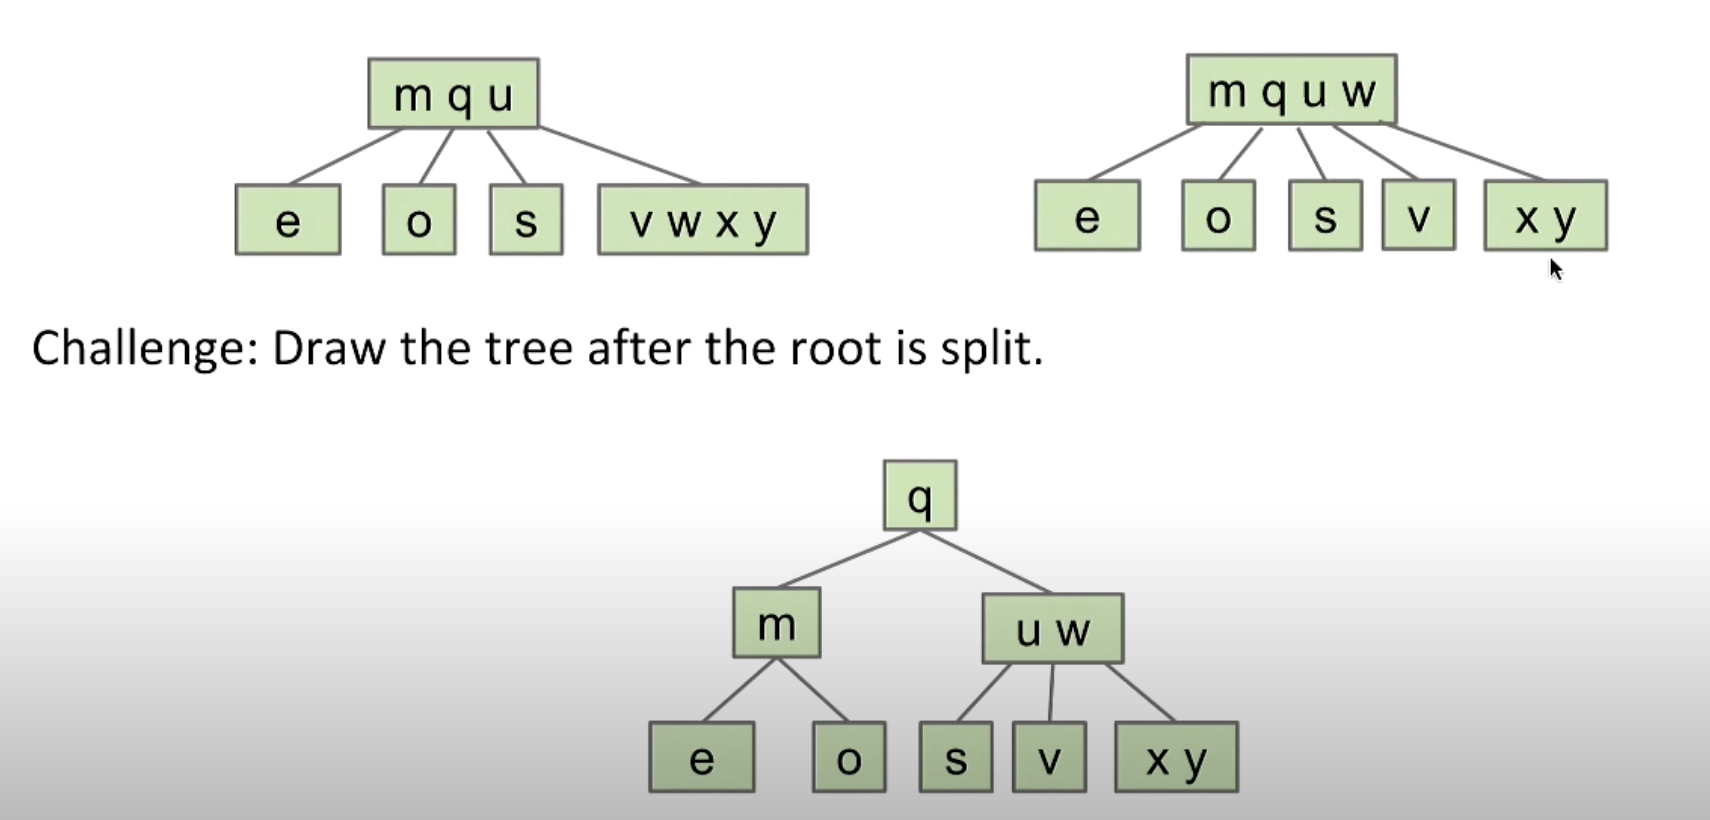 m q u
m q u w
e
o
s
v w x y
e
o
s
v
x y
Challenge: Draw the tree after the root is split.
q
m
u w
e
o
s
v
x y